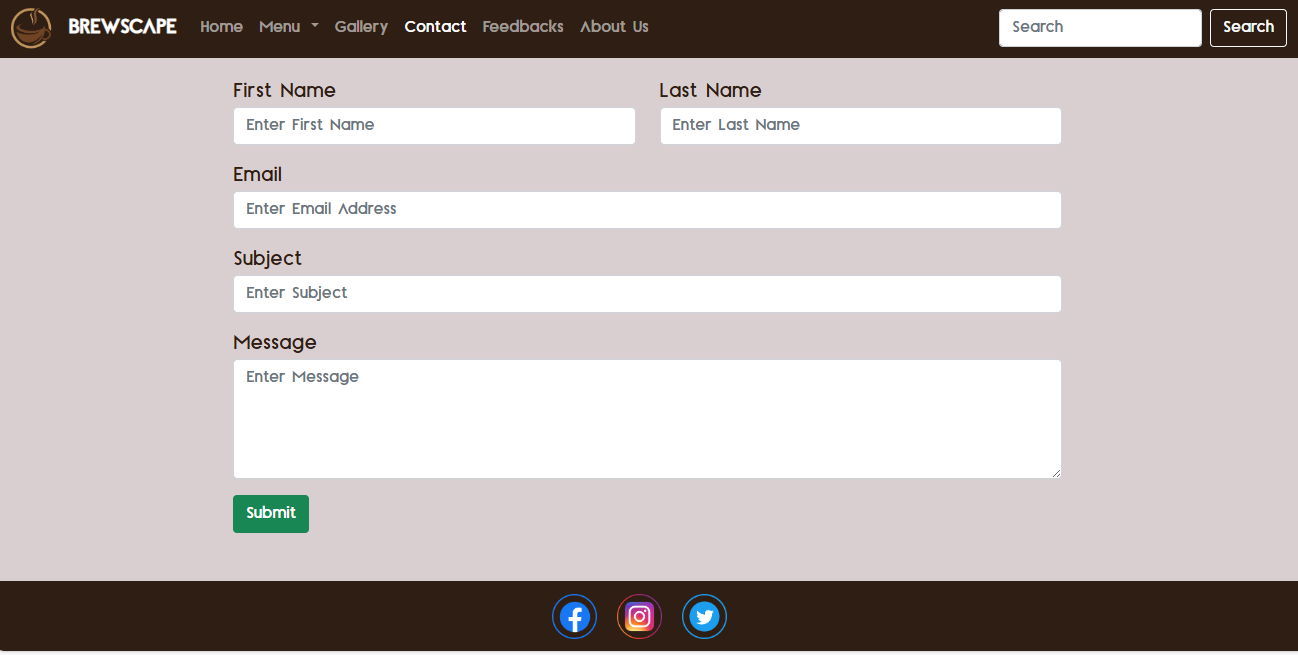 BREWSCAPE Home Menu Gallery Contact Feedbacks About Us Search Search
First Name Last Name
Enter First Name Enter Last Name
Email
Enter Email Address
Subject
Enter Subject
Message
Enter Message
Submit